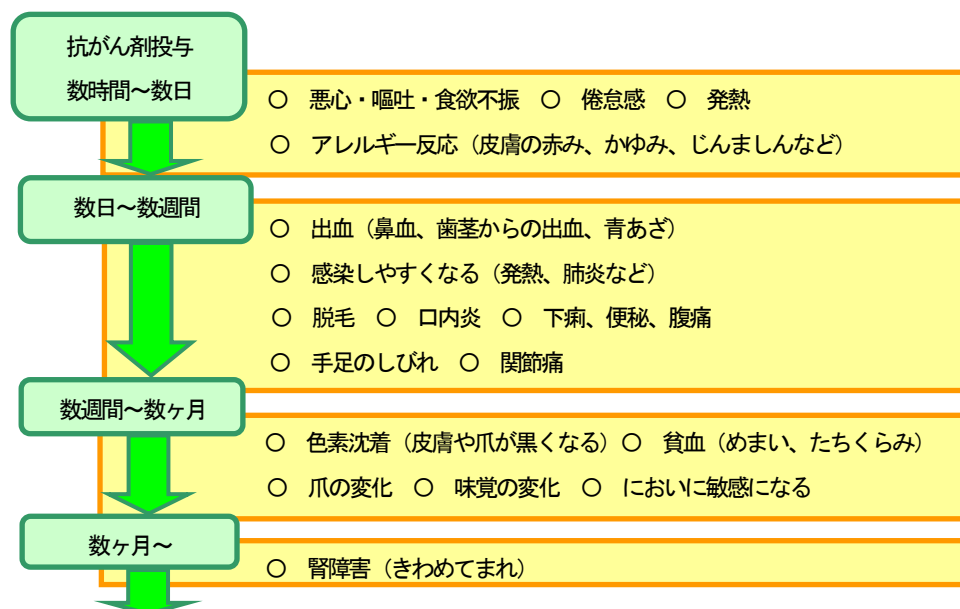 抗がん剤投与
数時間～数日
○ 悪心・嘔吐・食欲不振 ○ 倦怠感 ○ 発熱
○ アレルギー反応（皮膚の赤み、かゆみ、じんましんなど）
数日～数週間
○ 出血（鼻血、歯茎からの出血、青あざ）
○ 感染しやすくなる（発熱、肺炎など）
○ 脱毛 ○ 口内炎 ○ 下痢、便秘、腹痛
○ 手足のしびれ ○ 関節痛
数週間～数ヶ月
○ 色素沈着（皮膚や爪が黒くなる）○ 貧血（めまい、たちくらみ）
○ 爪の変化 ○ 味覚の変化 ○ においに敏感になる
数ヶ月～
○ 腎障害（きわめてまれ）